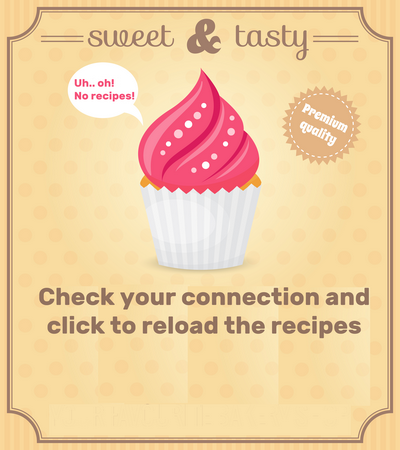 sweet & tasty
Uh.. oh!
No recipes!
Premium
quality
Check your connection and
click to reload the recipes